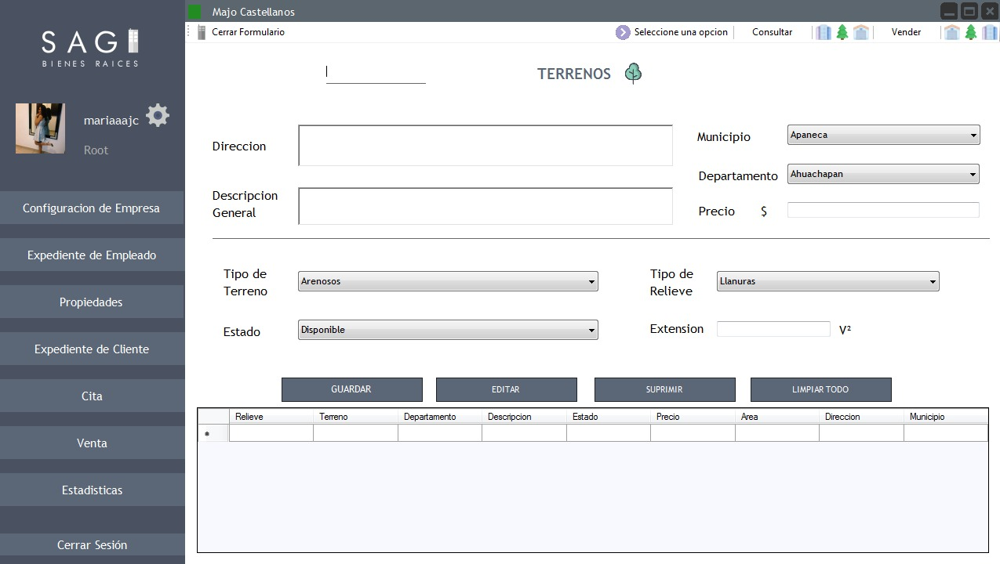 Majo Castellanos
Cerrar Formulario
Seleccione una opcion
Consultar
Vender
SAGI
BIENES RAICES
mariaaajc
Root
Configuracion de Empresa
Expediente de Empleado
Propiedades
Expediente de Cliente
Cita
Venta
Estadisticas
Cerrar Sesión
TERRENOS
Direccion
Municipio
Apaneca
Departamento
Ahuachapan
Descripcion
General
Precio $
Tipo de
Terreno
Arenosos
Tipo de
Relieve
Llanuras
Estado
Disponible
Extension
V²
GUARDAR
EDITAR
SUPRIMIR
LIMPIAR TODO
Relieve Terreno Departamento Descripcion Estado Precio Area Direccion Municipio